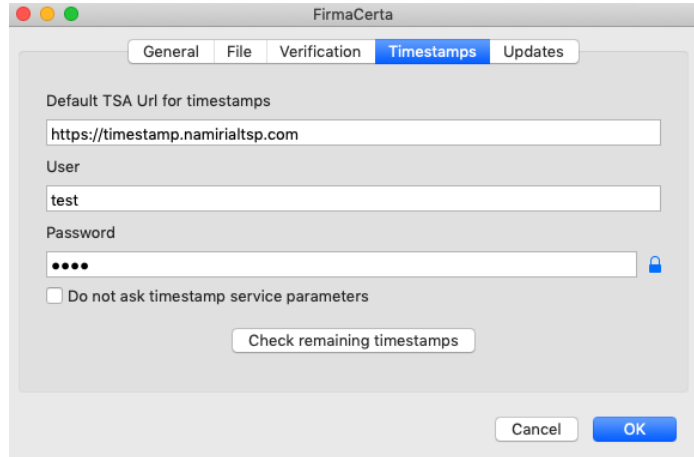 FirmaCerta
General File Verification Timestamps Updates
Default TSA Url for timestamps
https://timestamp.namirialtsp.com
User
test
Password
••••
Do not ask timestamp service parameters
Check remaining timestamps
Cancel OK